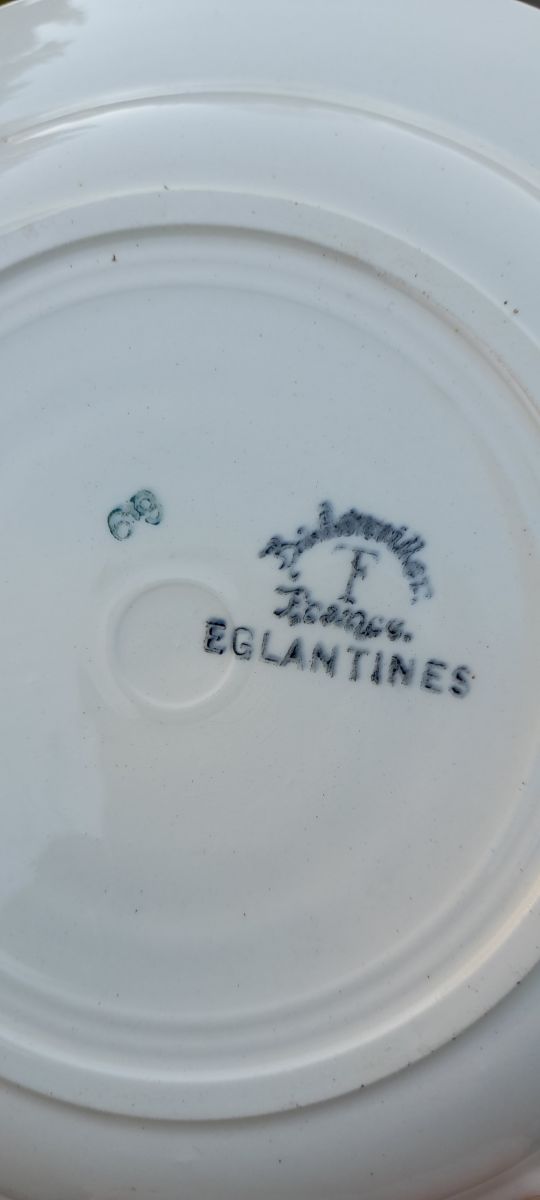 69
Badonviller.
F
France.
EGLANTINES